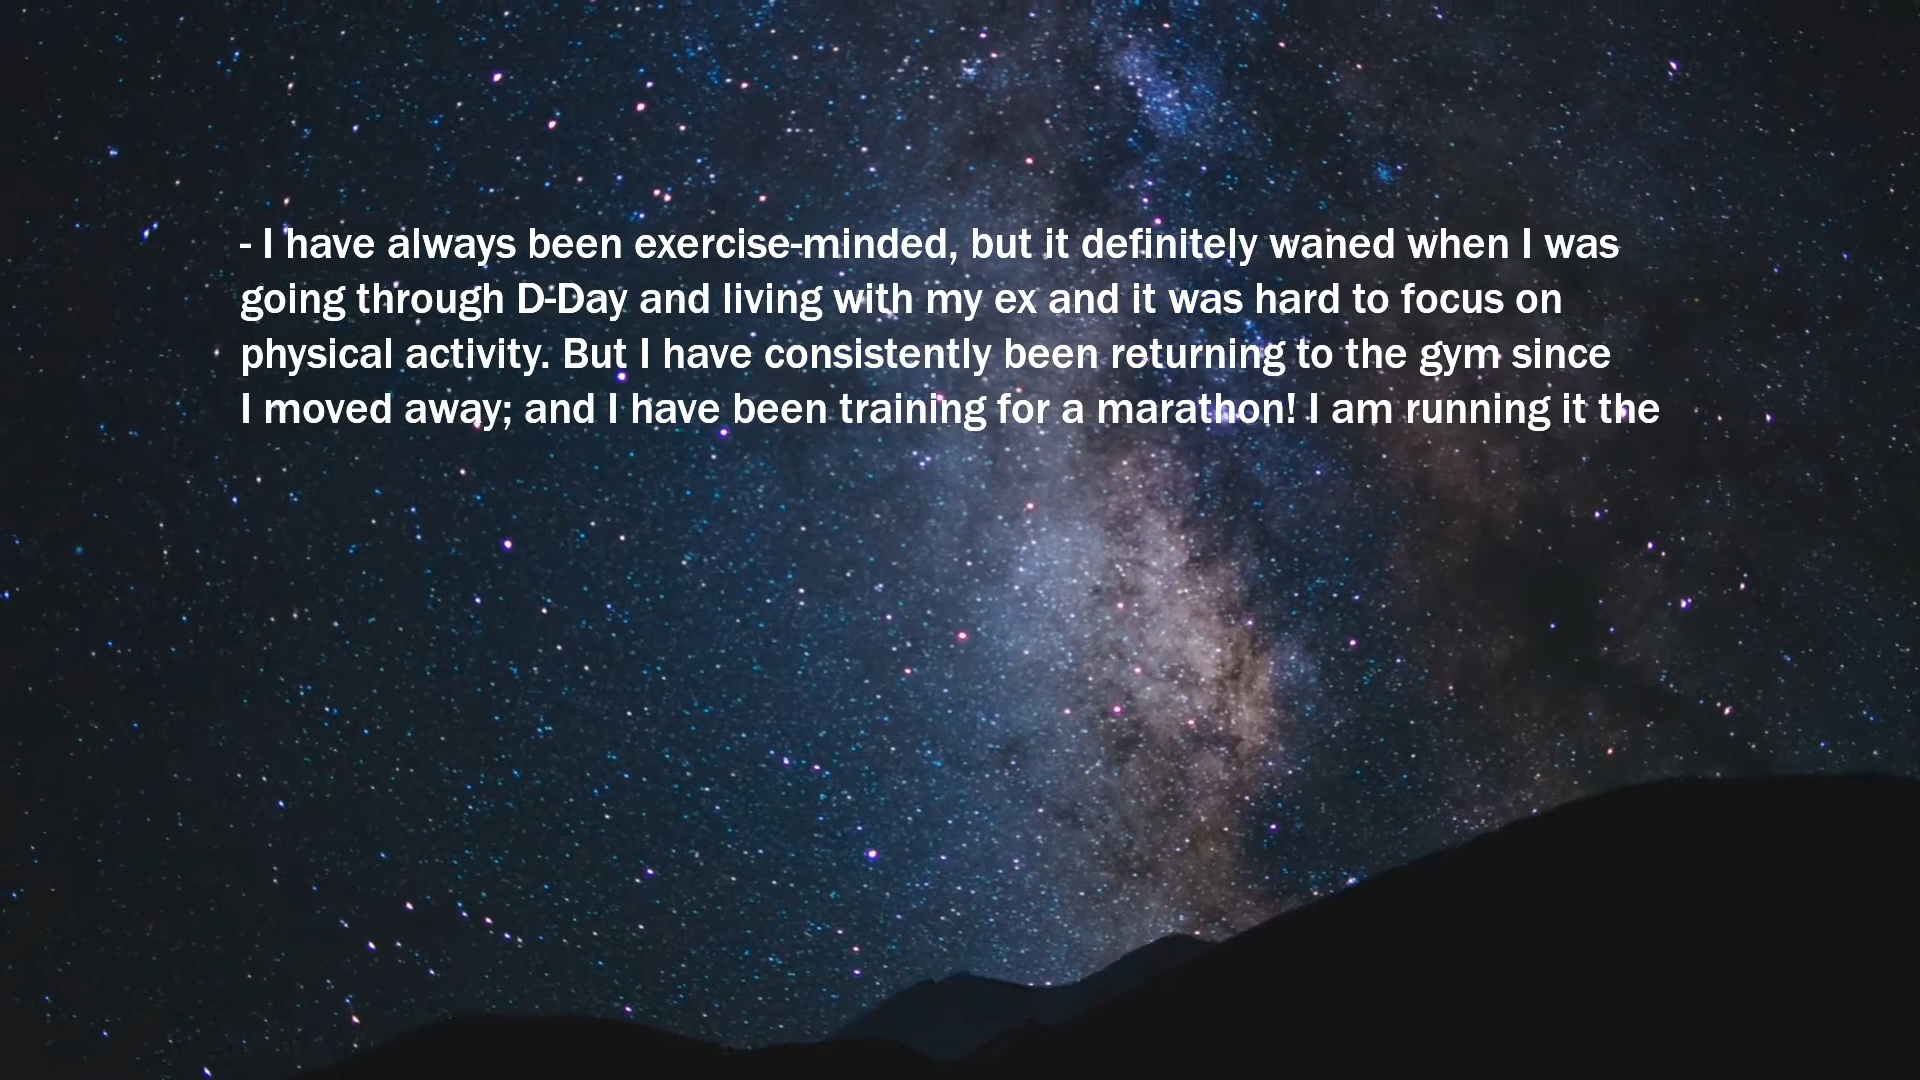 - I have always been exercise-minded, but it definitely waned when I was
going through D-Day and living with my ex and it was hard to focus on
physical activity. But I have consistently been returning to the gym since
I moved away; and I have been training for a marathon! I am running it the